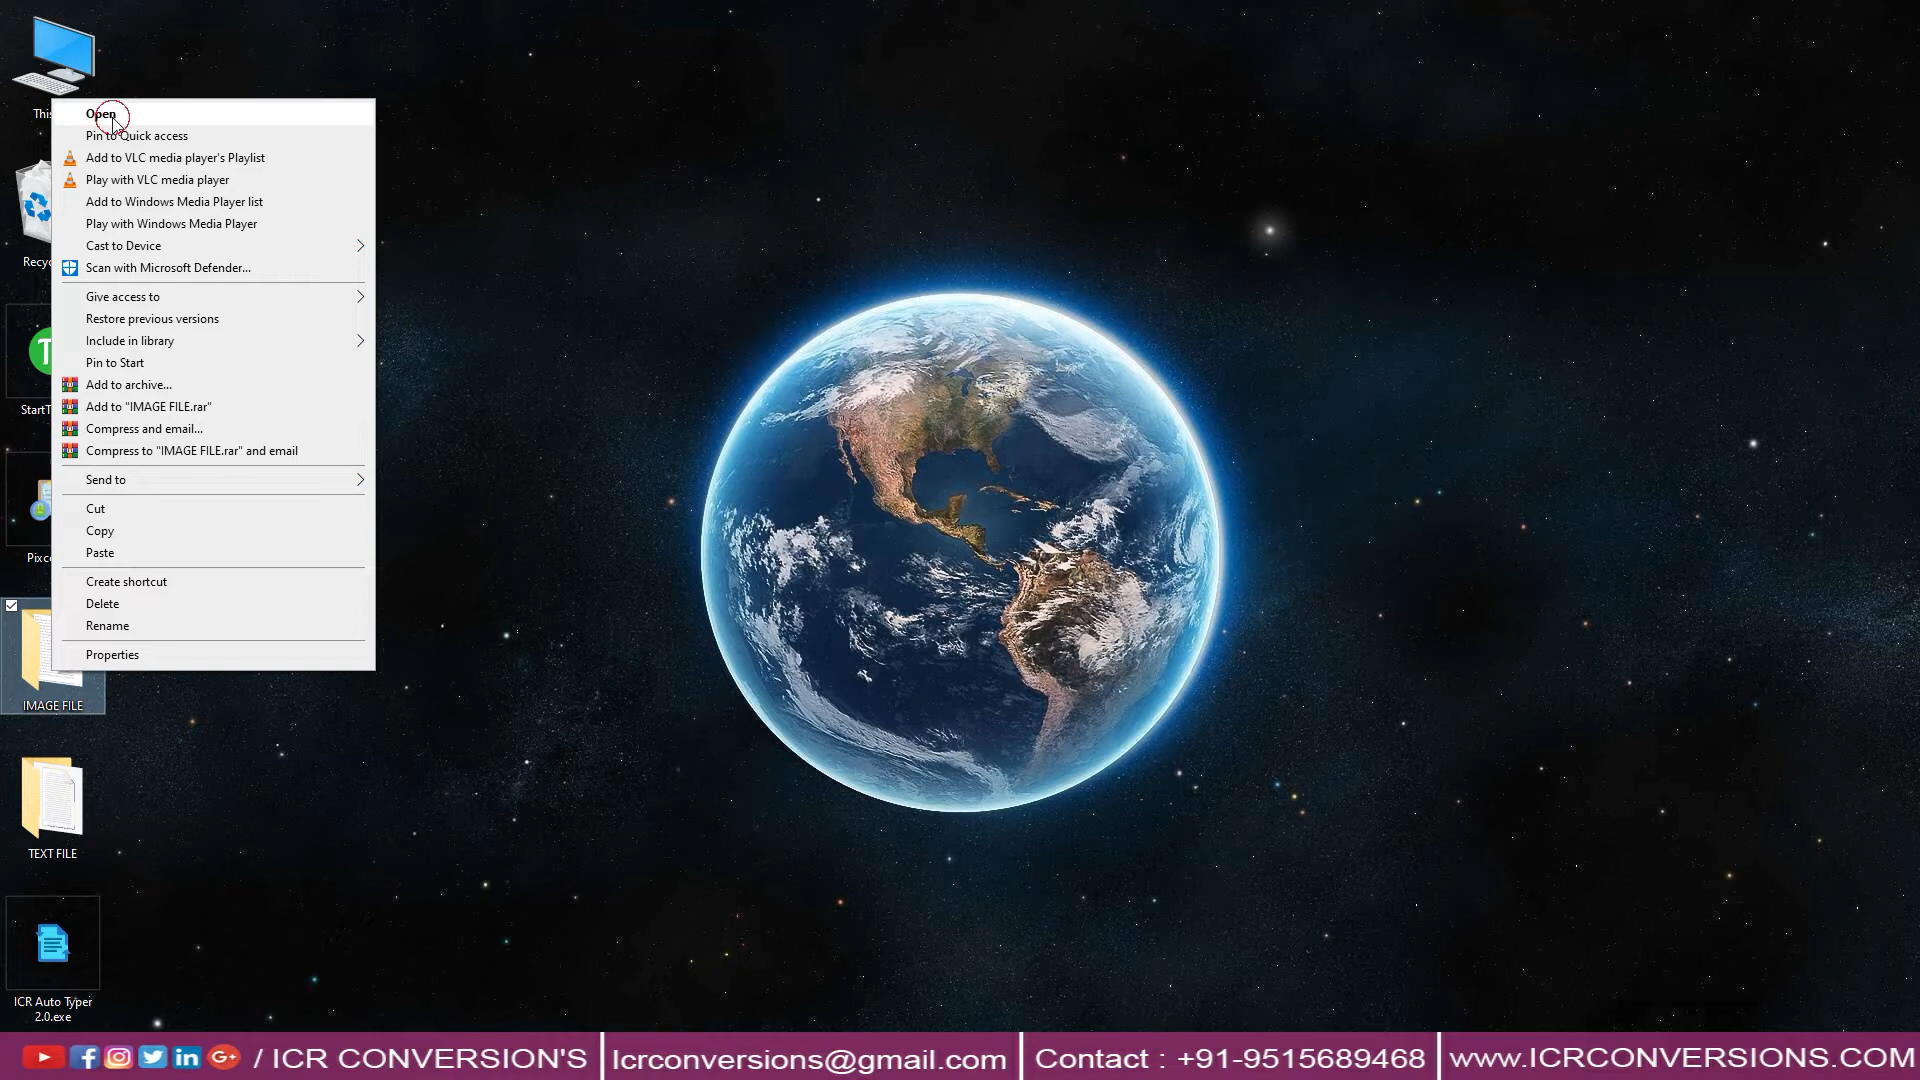 This
Open
Pin to Quick access
Add to VLC media player's Playlist
Play with VLC media player
Add to Windows Media Player list
Play with Windows Media Player
Cast to Device
Scan with Microsoft Defender...
Recyc
Give access to
Restore previous versions
Include in library
Pin to Start
Add to archive...
Add to "IMAGE FILE.rar"
StartT
Compress and email...
Compress to "IMAGE FILE.rar" and email
Send to
Cut
Copy
Paste
Pixc
Create shortcut
Delete
Rename
Properties
IMAGE FILE
TEXT FILE
ICR Auto Typer
2.0.exe
/ ICR CONVERSION'S
Icrconversions@gmail.com
Contact : +91-9515689468
www.ICRCONVERSIONS.COM